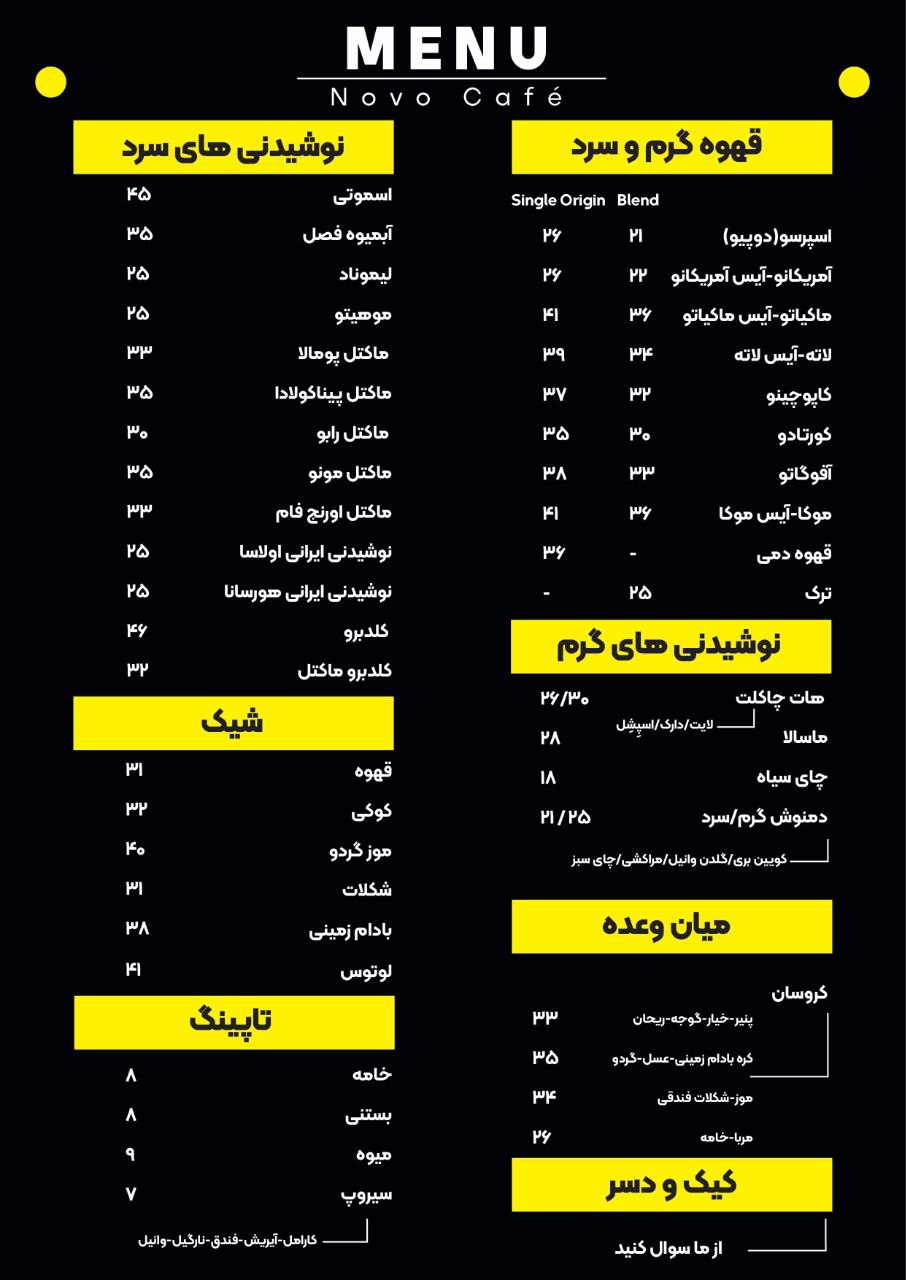 MENU
Novo Café
قهوه گرم و سرد
Single Origin Blend
اسپرسو(دوپیو) ۲۱ ۲۶
آمریکانو-آیس آمریکانو ۲۲ ۲۶
ماکیاتو-آیس ماکیاتو ۳۶ ۴۱
لاته-آیس لاته ۳۴ ۳۹
کاپوچینو ۳۲ ۳۷
کورتادو ۳۰ ۳۵
آفوگاتو ۳۳ ۳۸
موکا-آیس موکا ۳۶ ۴۱
قهوه دمی - ۳۶
ترک ۲۵ -
نوشیدنی های گرم
هات چاکلت ۲۶/۳۰
لایت/دارک/اسپِشِل
ماسالا ۲۸
چای سیاه ۱۸
دمنوش گرم/سرد ۲۱ / ۲۵
کویین بری/گلدن وانیل/مراکشی/چای سبز
میان وعده
کروسان
پنیر-خیار-گوجه-ریحان ۳۳
کره بادام زمینی-عسل-گردو ۳۵
موز-شکلات فندقی ۳۴
مربا-خامه ۲۶
کیک و دسر
از ما سوال کنید
نوشیدنی های سرد
اسموتی ۴۵
آبمیوه فصل ۳۵
لیموناد ۲۵
موهیتو ۲۵
ماکتل پومالا ۳۳
ماکتل پیناکولادا ۳۵
ماکتل رابو ۳۰
ماکتل مونو ۳۵
ماکتل اورنج فام ۳۳
نوشیدنی ایرانی اولاسا ۲۵
نوشیدنی ایرانی هورسانا ۲۵
کلدبرو ۴۶
کلدبرو ماکتل ۳۲
شیک
قهوه ۳۱
کوکی ۳۲
موز گردو ۴۰
شکلات ۳۱
بادام زمینی ۳۸
لوتوس ۴۱
تاپینگ
خامه ۸
بستنی ۸
میوه ۹
سیروپ ۷
کارامل-آیریش-فندق-نارگیل-وانیل